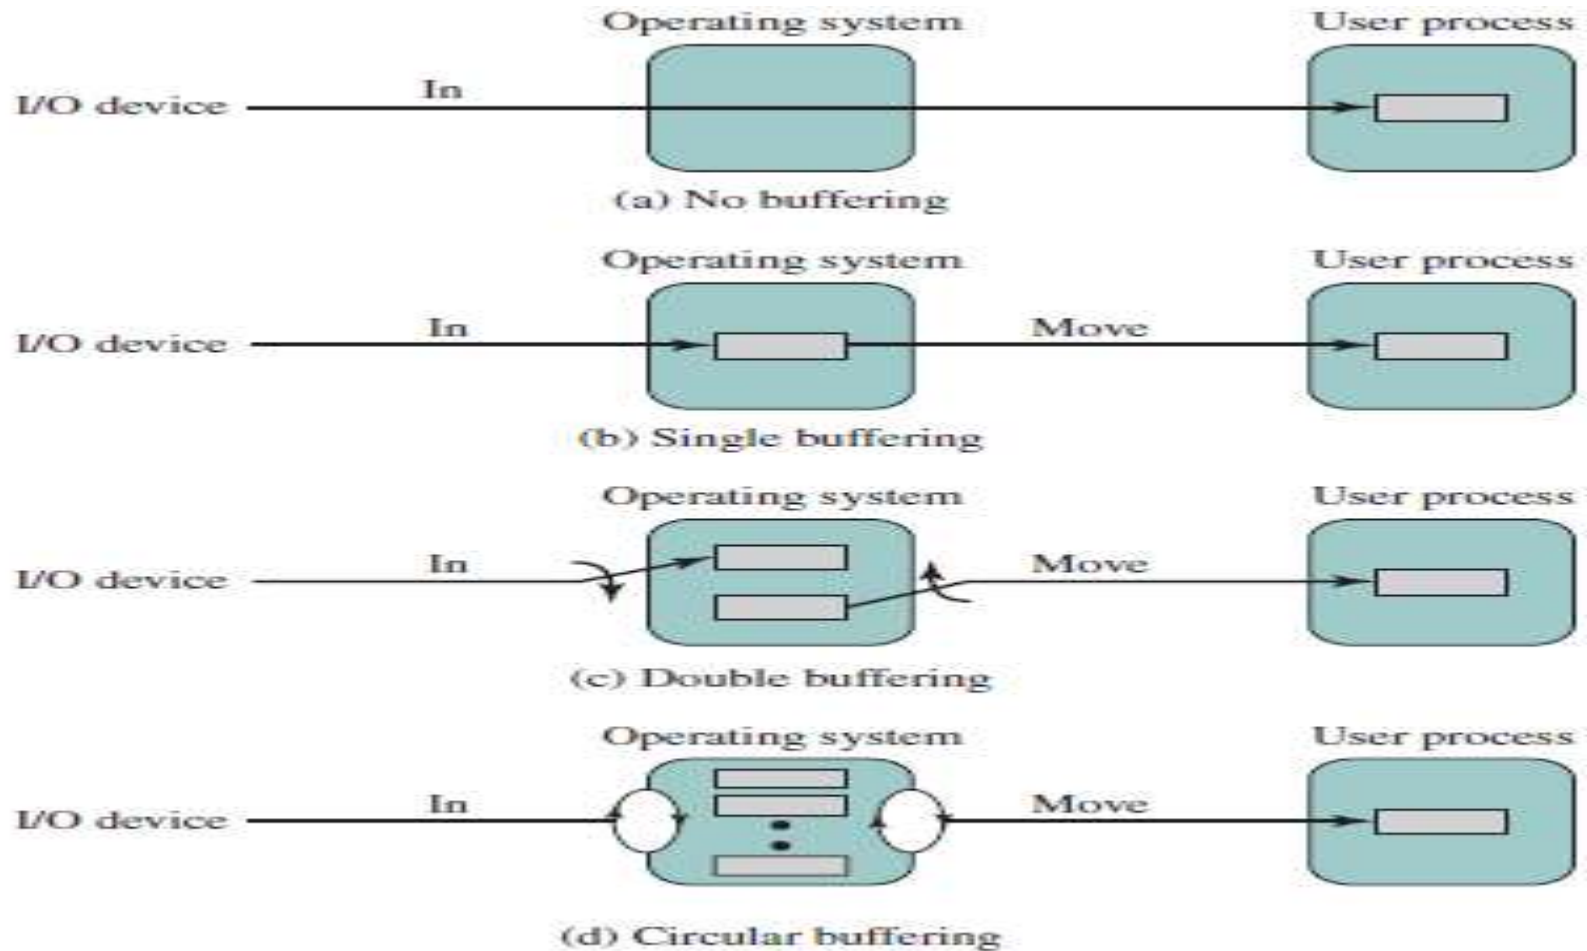 Operating system User process
I/O device In
(a) No buffering
Operating system User process
I/O device In Move
(b) Single buffering
Operating system User process
I/O device In Move
(c) Double buffering
Operating system User process
I/O device In Move
(d) Circular buffering